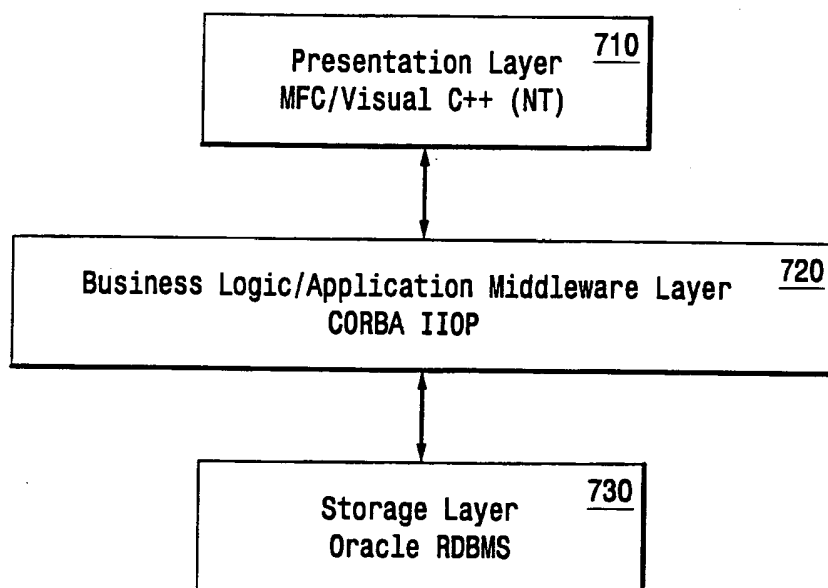 710
Presentation Layer
MFC/Visual C++ (NT)
720
Business Logic/Application Middleware Layer
CORBA IIOP
730
Storage Layer
Oracle RDBMS